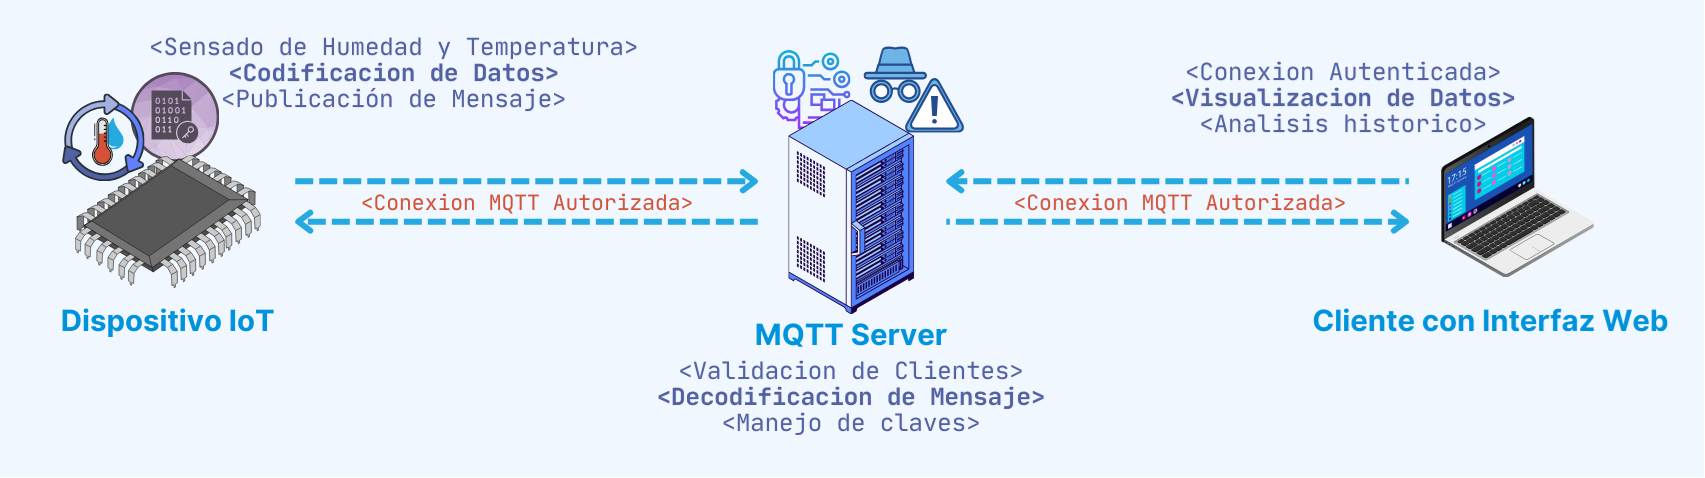 <Sensado de Humedad y Temperatura>
<Codificacion de Datos>
<Publicación de Mensaje>
0101
01001
0110
011
<Conexion MQTT Autorizada>
Dispositivo IoT
MQTT Server
<Validacion de Clientes>
<Decodificacion de Mensaje>
<Manejo de claves>
<Conexion Autenticada>
<Visualizacion de Datos>
<Analisis historico>
17:15
<Conexion MQTT Autorizada>
Cliente con Interfaz Web